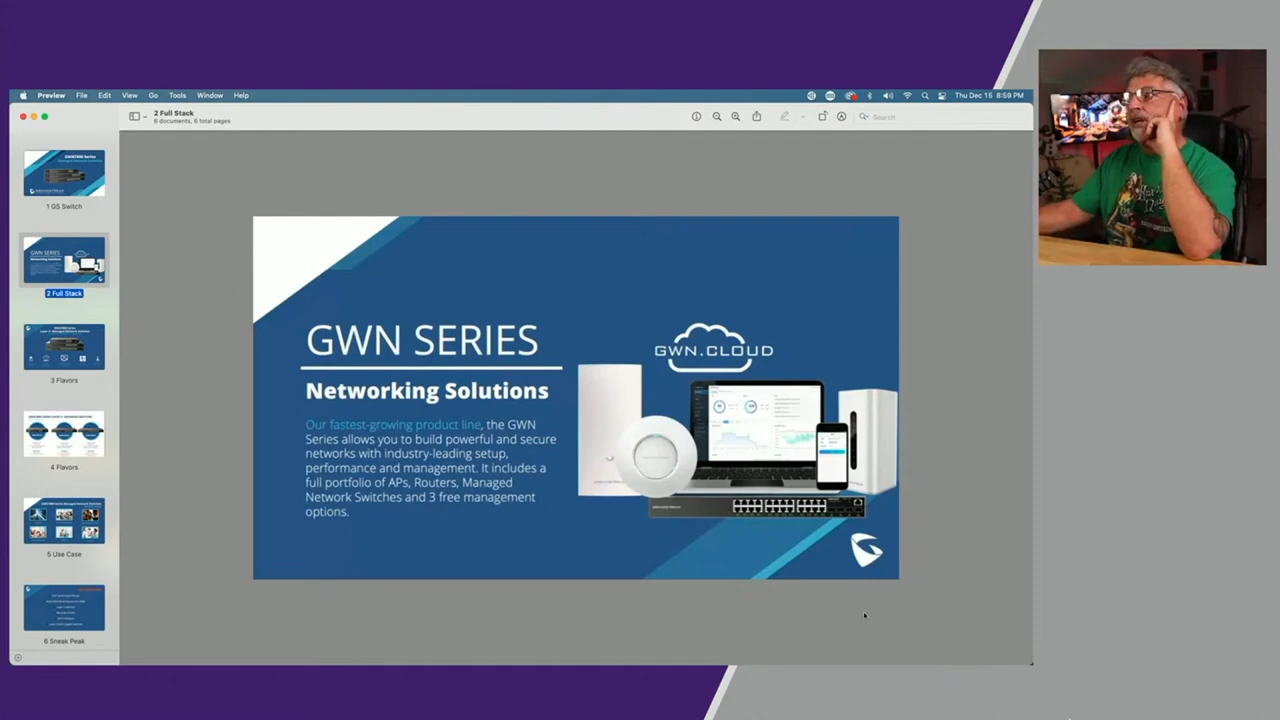 Preview File Edit View Go Tools Window Help
Thu Dec 15 8:59 PM
2 Full Stack
6 documents, 6 total pages
Search
1 GS Switch
GWN SERIES
Networking Solutions
2 Full Stack
3 Flavors
4 Flavors
5 Use Case
6 Sneak Peak
GWN SERIES
Networking Solutions
Our fastest-growing product line, the GWN
Series allows you to build powerful and secure
networks with industry-leading setup,
performance and management. It includes a
full portfolio of APs, Routers, Managed
Network Switches and 3 free management
options.
GWN.CLOUD